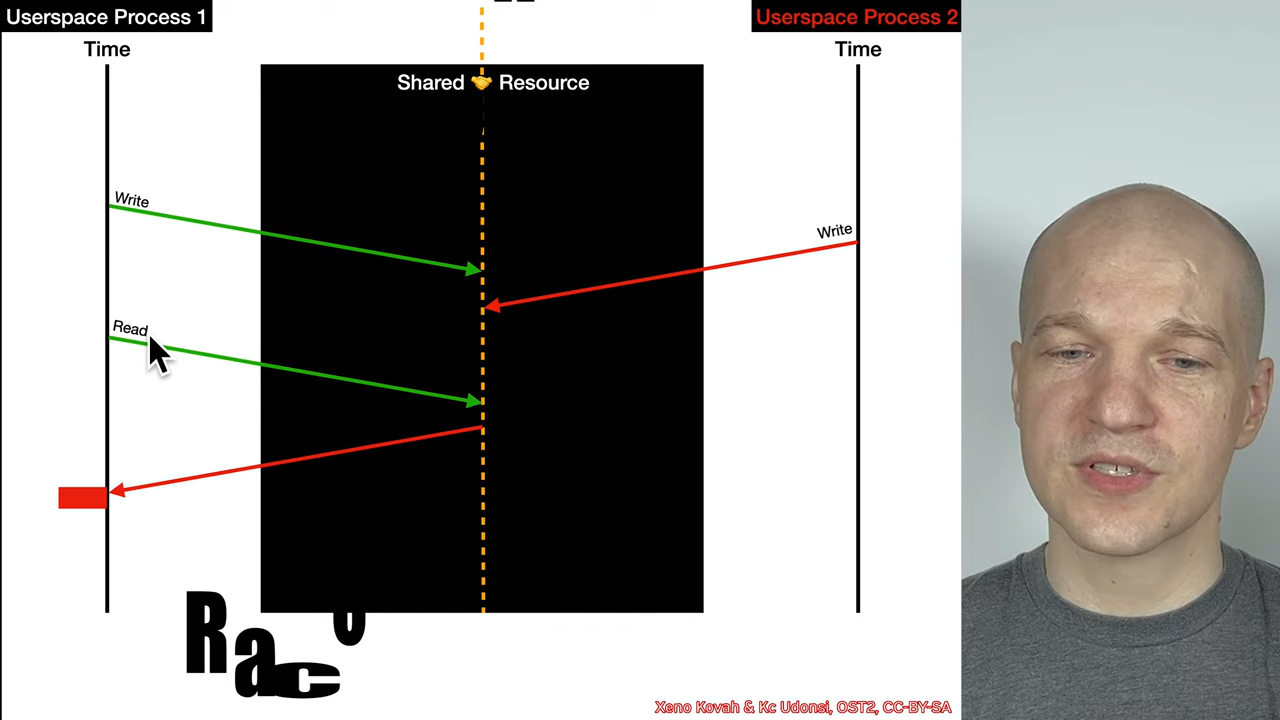 Userspace Process 1
Userspace Process 2
Time
Time
Shared 🤝 Resource
Write
Write
Read
Rac
Xeno Kovah & Kc Udonsi, OST2, CC-BY-SA